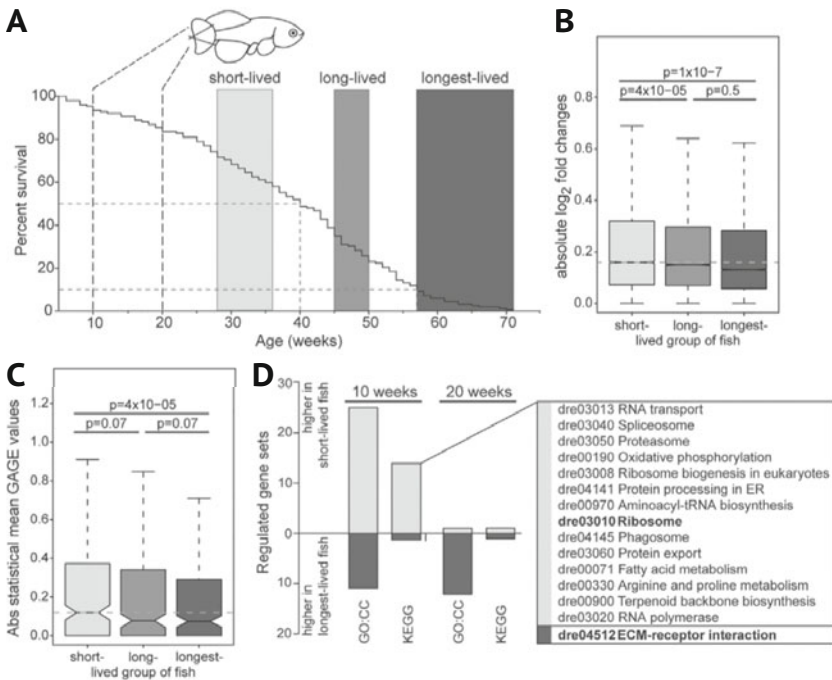 A
short-lived
long-lived
longest-lived
100
80
60
40
20
0
Percent survival
10
20
30
40
50
60
70
Age (weeks)
B
p=1x10-7
p=4x10-05
p=0.5
0.8
0.6
0.4
0.2
0.0
absolute log2 fold changes
short-
long-
longest-
lived group of fish
C
p=4x10-05
p=0.07
p=0.07
1.2
1.0
0.8
0.6
0.4
0.2
0.0
Abs statistical mean GAGE values
short-
long-
longest-
lived group of fish
D
10 weeks
20 weeks
30
20
10
0
10
20
Regulated gene sets
higher in
short-lived fish
higher in
longest-lived fish
GO:CC
KEGG
GO:CC
KEGG
dre03013 RNA transport
dre03040 Spliceosome
dre03050 Proteasome
dre00190 Oxidative phosphorylation
dre03008 Ribosome biogenesis in eukaryotes
dre04141 Protein processing in ER
dre00970 Aminoacyl-tRNA biosynthesis
dre03010 Ribosome
dre04145 Phagosome
dre03060 Protein export
dre00071 Fatty acid metabolism
dre00330 Arginine and proline metabolism
dre00900 Terpenoid backbone biosynthesis
dre03020 RNA polymerase
dre04512 ECM-receptor interaction